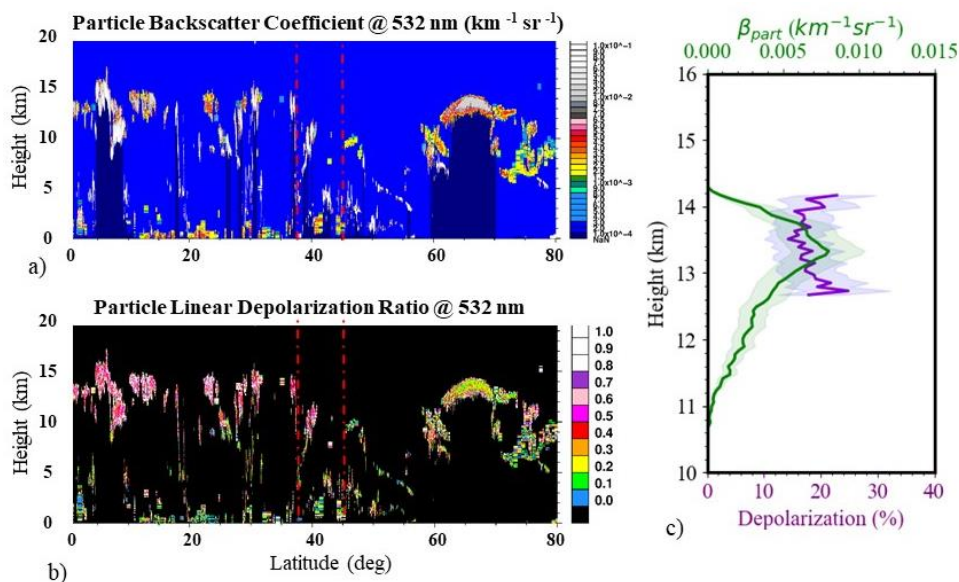 Particle Backscatter Coefficient @ 532 nm (km ⁻¹ sr ⁻¹)
a)
Height (km)
20
15
10
5
0
0 20 40 60 80
1.0x10^-1
1.0x10^-2
1.0x10^-3
1.0x10^-4
NaN
Particle Linear Depolarization Ratio @ 532 nm
b)
Height (km)
20
15
10
5
0
0 20 40 60 80
Latitude (deg)
1.0
0.9
0.8
0.7
0.6
0.5
0.4
0.3
0.2
0.1
0.0
βpart (km⁻¹sr⁻¹)
0.000 0.005 0.010 0.015
16
15
14
13
12
11
10
Height (km)
0 10 20 30 40
Depolarization (%)
c)